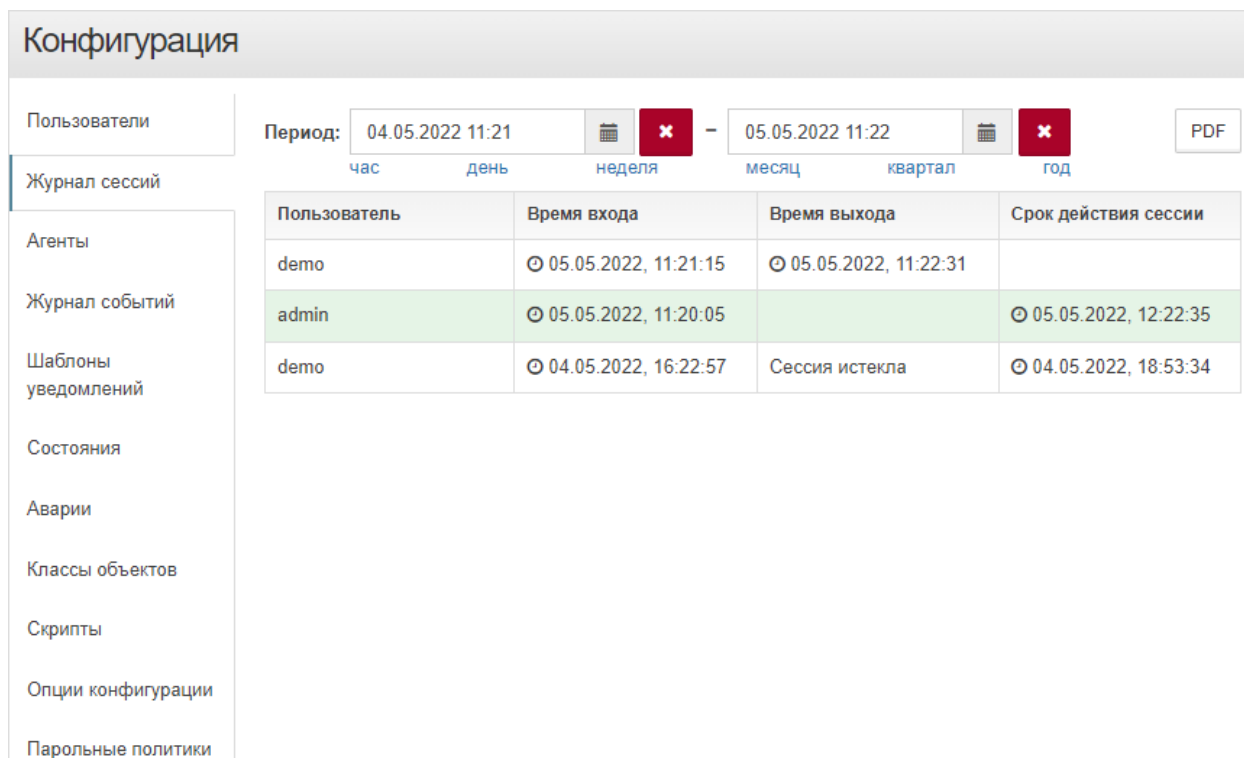 Конфигурация
Пользователи
Журнал сессий
Агенты
Журнал событий
Шаблоны
уведомлений
Состояния
Аварии
Классы объектов
Скрипты
Опции конфигурации
Парольные политики
Период: 04.05.2022 11:21 – 05.05.2022 11:22 PDF
час день неделя месяц квартал год
Пользователь Время входа Время выхода Срок действия сессии
demo 05.05.2022, 11:21:15 05.05.2022, 11:22:31
admin 05.05.2022, 11:20:05 05.05.2022, 12:22:35
demo 04.05.2022, 16:22:57 Сессия истекла 04.05.2022, 18:53:34